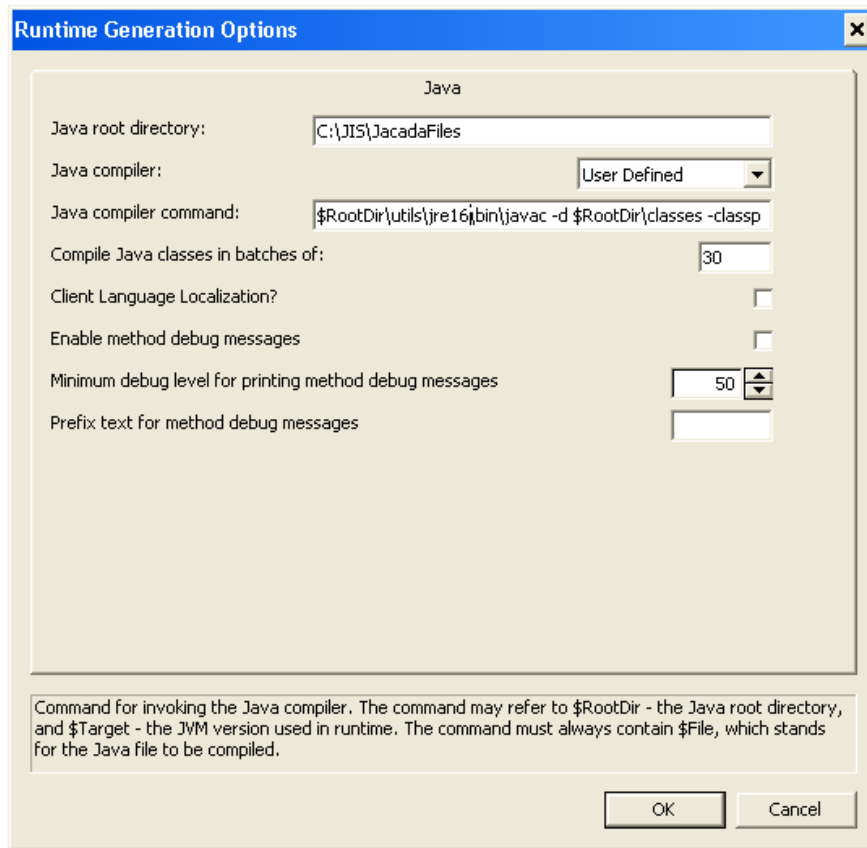 Runtime Generation Options
Java
Java root directory:
C:\JIS\JacadaFiles
Java compiler:
User Defined
Java compiler command:
$RootDir\utils\jre16\bin\javac -d $RootDir\classes -classp
Compile Java classes in batches of:
30
Client Language Localization?
Enable method debug messages
Minimum debug level for printing method debug messages
50
Prefix text for method debug messages
Command for invoking the Java compiler. The command may refer to $RootDir - the Java root directory,
and $Target - the JVM version used in runtime. The command must always contain $File, which stands
for the Java file to be compiled.
OK
Cancel